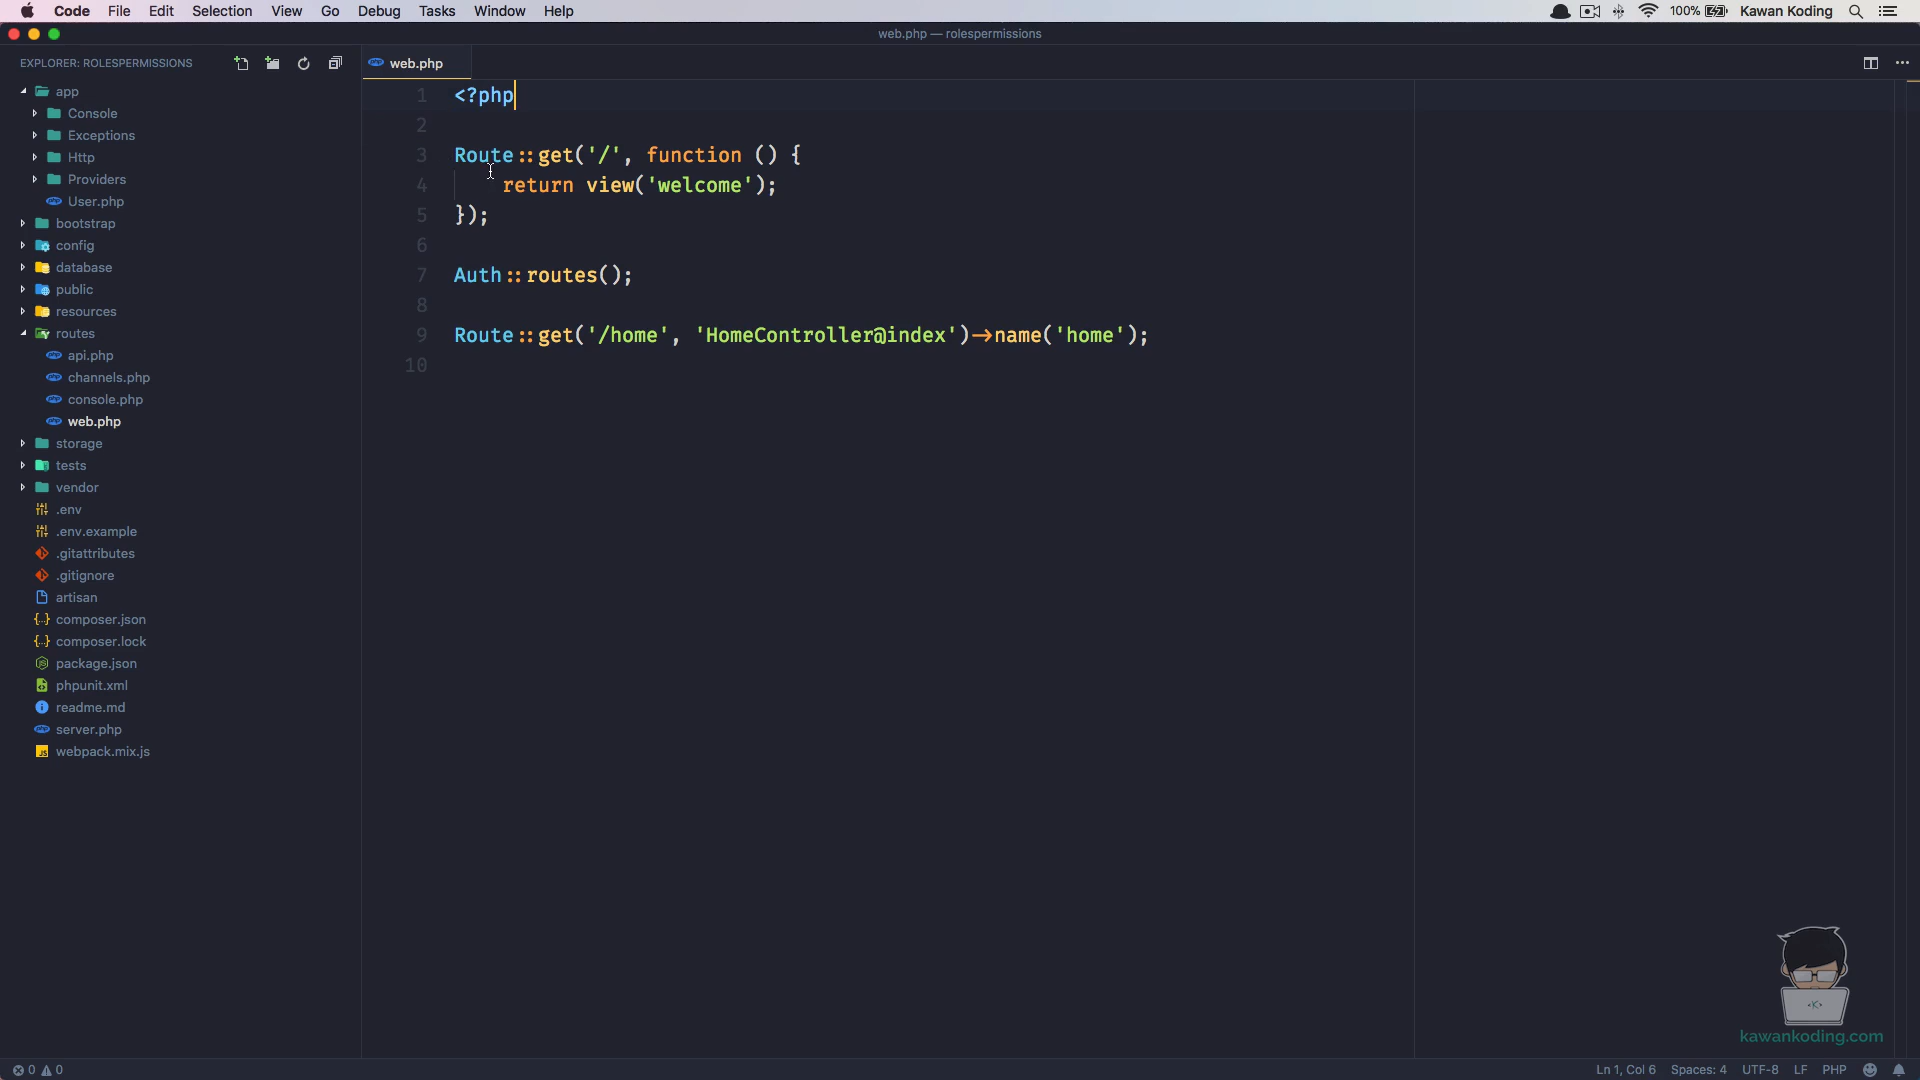 Code File Edit Selection View Go Debug Tasks Window Help 100% Kawan Koding
web.php — rolespermissions
EXPLORER: ROLESPERMISSIONS
web.php
app
Console
Exceptions
Http
Providers
User.php
bootstrap
config
database
public
resources
routes
api.php
channels.php
console.php
web.php
storage
tests
vendor
.env
.env.example
.gitattributes
.gitignore
artisan
composer.json
composer.lock
package.json
phpunit.xml
readme.md
server.php
webpack.mix.js
1 <?php
2
3 Route::get('/', function () {
4 return view('welcome');
5 });
6
7 Auth::routes();
8
9 Route::get('/home', 'HomeController@index')->name('home');
10
<K>
kawankoding.com
0 0 Ln 1, Col 6 Spaces: 4 UTF-8 LF PHP